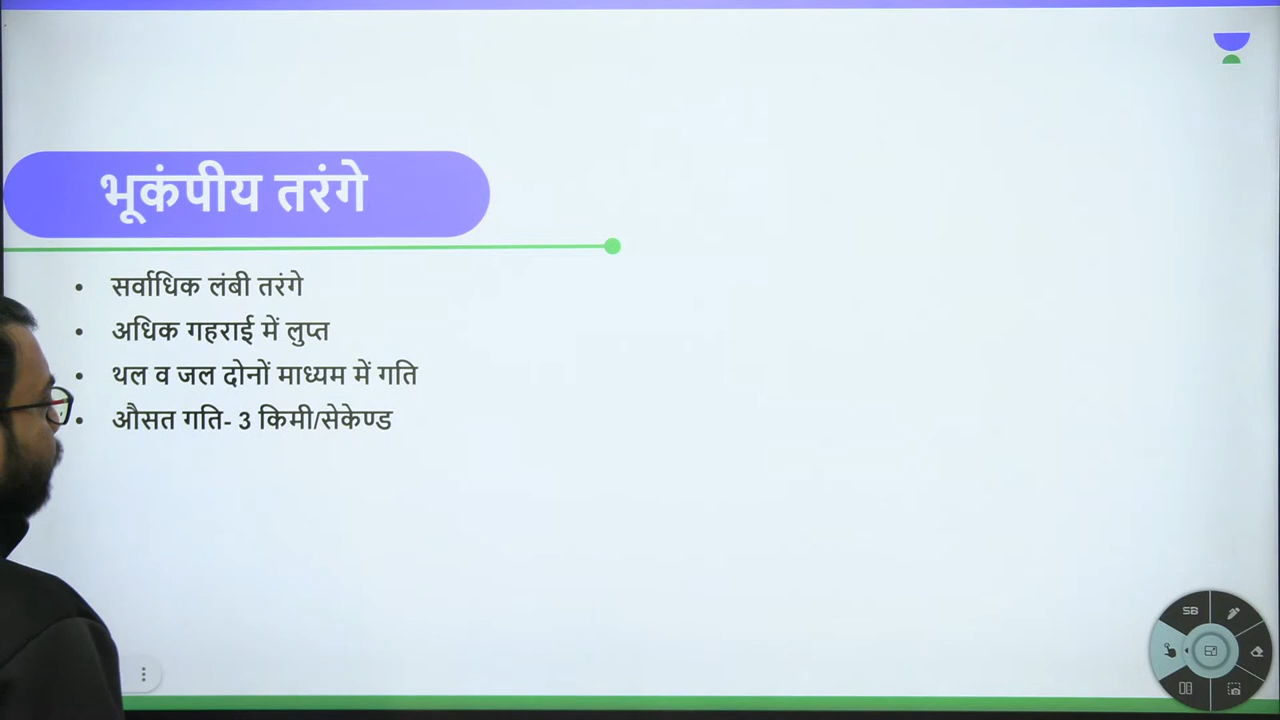 भूकंपीय तरंगे
• सर्वाधिक लंबी तरंगे
• अधिक गहराई में लुप्त
• थल व जल दोनों माध्यम में गति
• औसत गति- 3 किमी/सेकेण्ड
SB